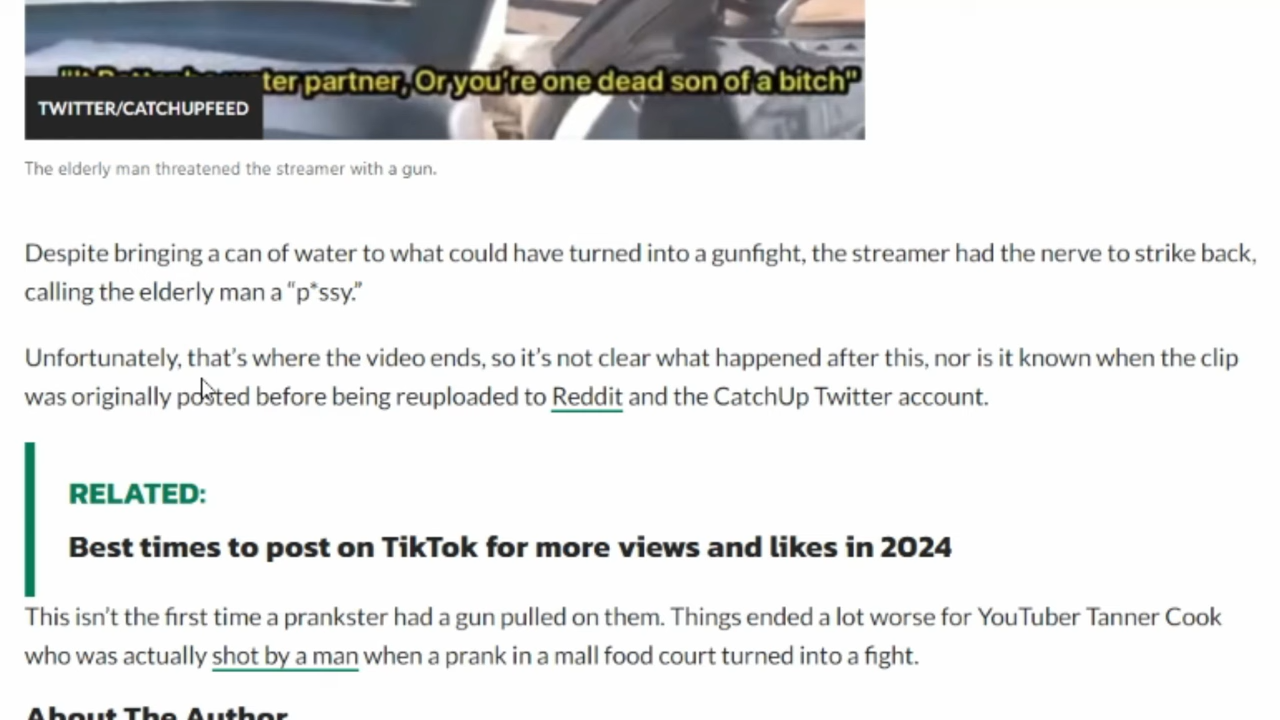 ter partner, Or you're one dead son of a bitch"
TWITTER/CATCHUPFEED
The elderly man threatened the streamer with a gun.
Despite bringing a can of water to what could have turned into a gunfight, the streamer had the nerve to strike back,
calling the elderly man a “p*ssy.”
Unfortunately, that’s where the video ends, so it’s not clear what happened after this, nor is it known when the clip
was originally posted before being reuploaded to Reddit and the CatchUp Twitter account.
RELATED:
Best times to post on TikTok for more views and likes in 2024
This isn’t the first time a prankster had a gun pulled on them. Things ended a lot worse for YouTuber Tanner Cook
who was actually shot by a man when a prank in a mall food court turned into a fight.
About The Author